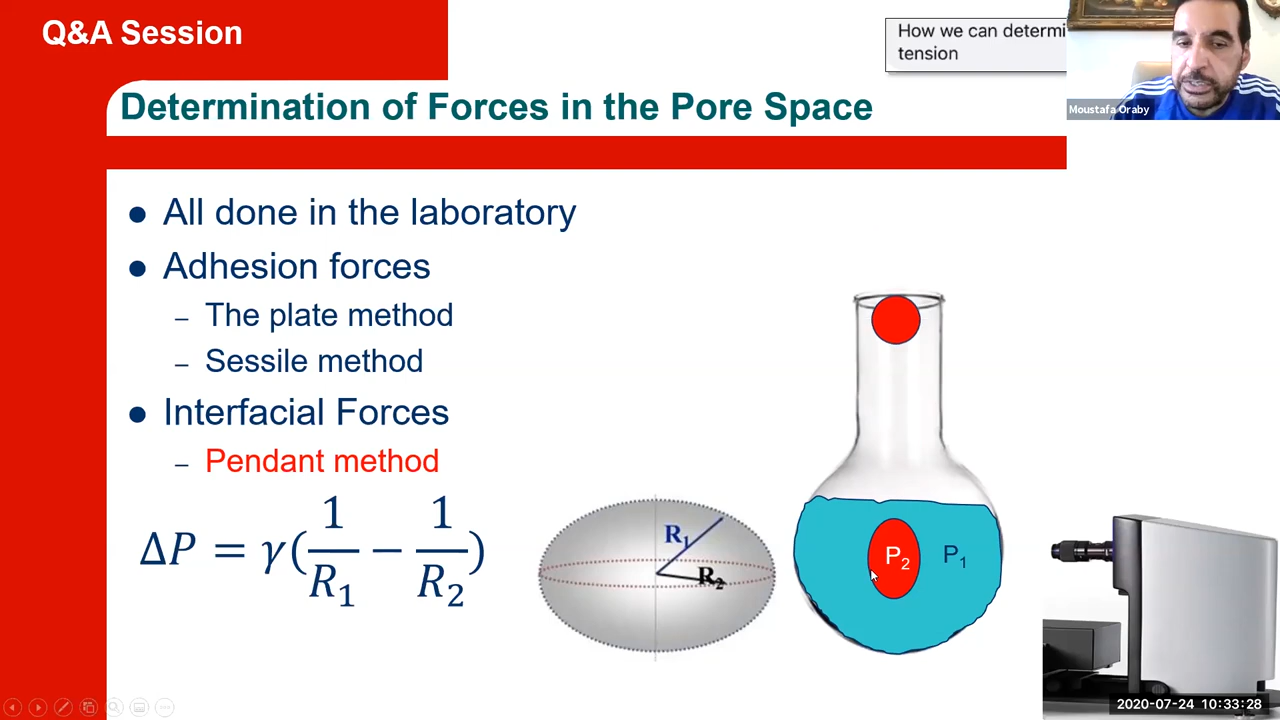 Q&A Session
How we can determi
tension
Moustafa Oraby
Determination of Forces in the Pore Space
● All done in the laboratory
● Adhesion forces
– The plate method
– Sessile method
● Interfacial Forces
– Pendant method
ΔP = γ(1/R₁ − 1/R₂)
R₁
R₂
P₂
P₁
2020-07-24 10:33:28